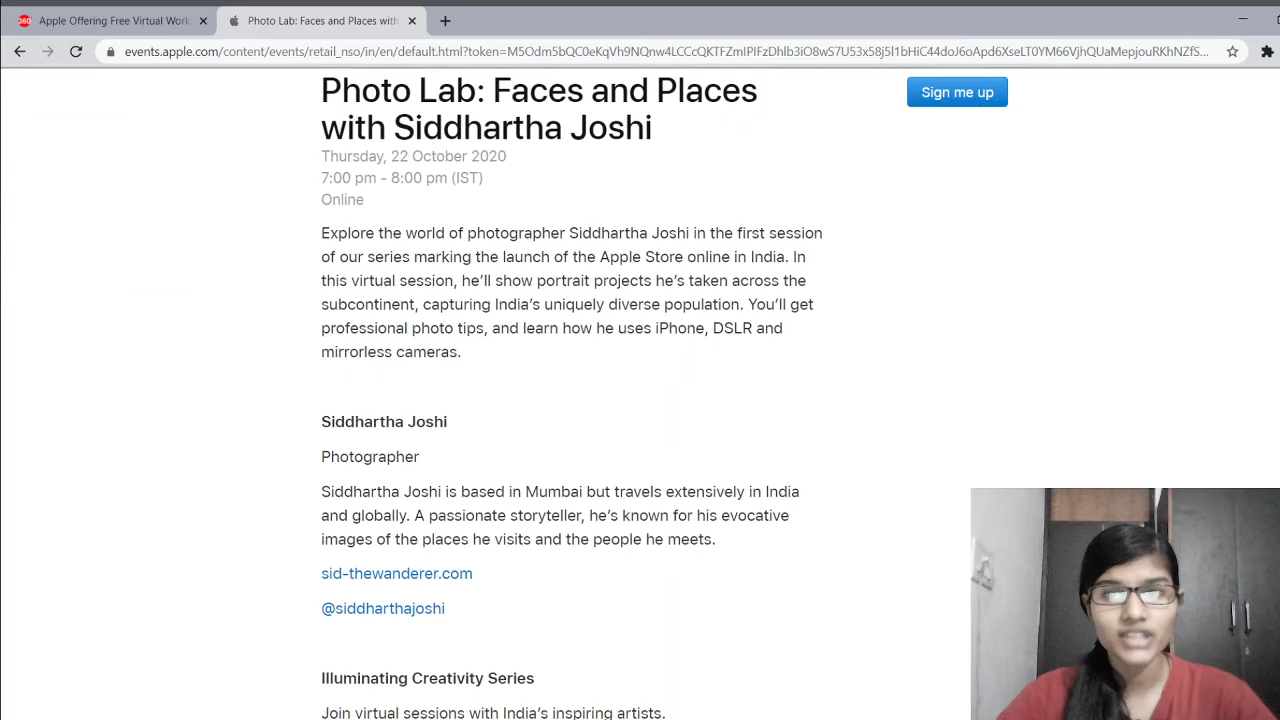 Apple Offering Free Virtual Work
Photo Lab: Faces and Places with
events.apple.com/content/events/retail_nso/in/en/default.html?token=
Photo Lab: Faces and Places
with Siddhartha Joshi
Sign me up
Thursday, 22 October 2020
7:00 pm - 8:00 pm (IST)
Online
Explore the world of photographer Siddhartha Joshi in the first session
of our series marking the launch of the Apple Store online in India. In
this virtual session, he’ll show portrait projects he’s taken across the
subcontinent, capturing India’s uniquely diverse population. You’ll get
professional photo tips, and learn how he uses iPhone, DSLR and
mirrorless cameras.
Siddhartha Joshi
Photographer
Siddhartha Joshi is based in Mumbai but travels extensively in India
and globally. A passionate storyteller, he’s known for his evocative
images of the places he visits and the people he meets.
sid-thewanderer.com
@siddharthajoshi
Illuminating Creativity Series
Join virtual sessions with India’s inspiring artists.